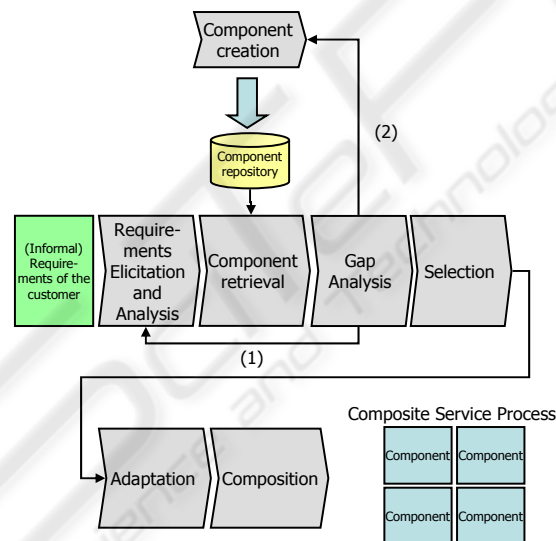 Component
creation
(2)
Component
repository
(Informal)
Require-
ments of the
customer
Require-
ments
Elicitation
and
Analysis
Component
retrieval
Gap
Analysis
Selection
(1)
Adaptation
Composition
Composite Service Process
Component
Component
Component
Component